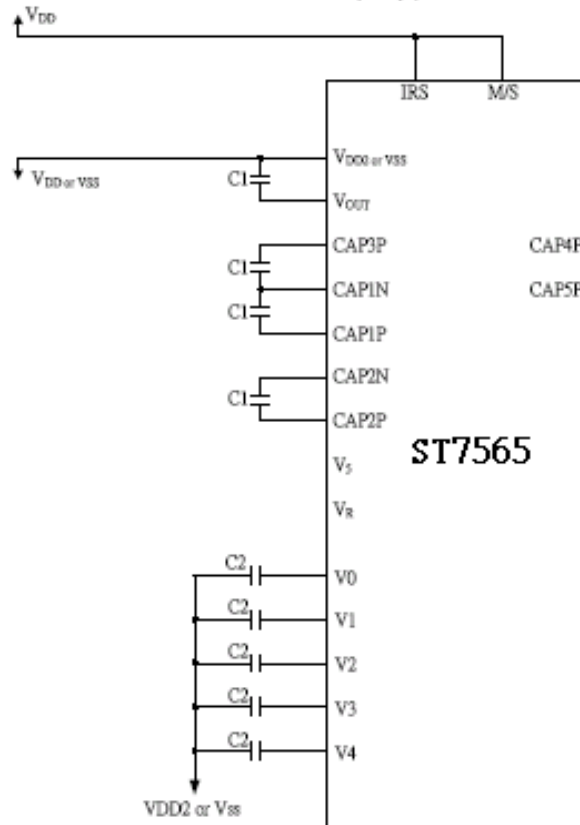 VDD
IRS M/S
VDD2 or VSS
VDD or VSS
C1
VOUT
CAP3P CAP4P
C1
CAP1N CAP5P
C1
CAP1P
CAP2N
C1
CAP2P
ST7565
V5
VR
C2
V0
C2
V1
C2
V2
C2
V3
C2
V4
VDD2 or Vss